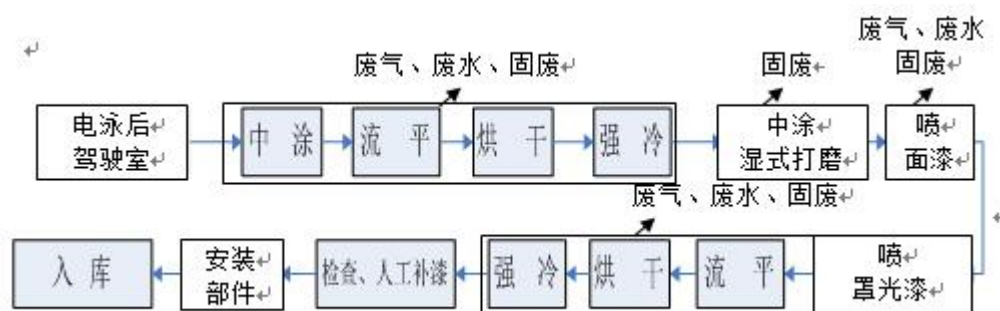 废气、废水
固废
废气、废水、固废
固废
电泳后
驾驶室
中 涂
流 平
烘 干
强 冷
中涂
湿式打磨
喷
面漆
废气、废水、固废
入 库
安装
部件
检查、人工补漆
强 冷
烘 干
流 平
喷
罩光漆